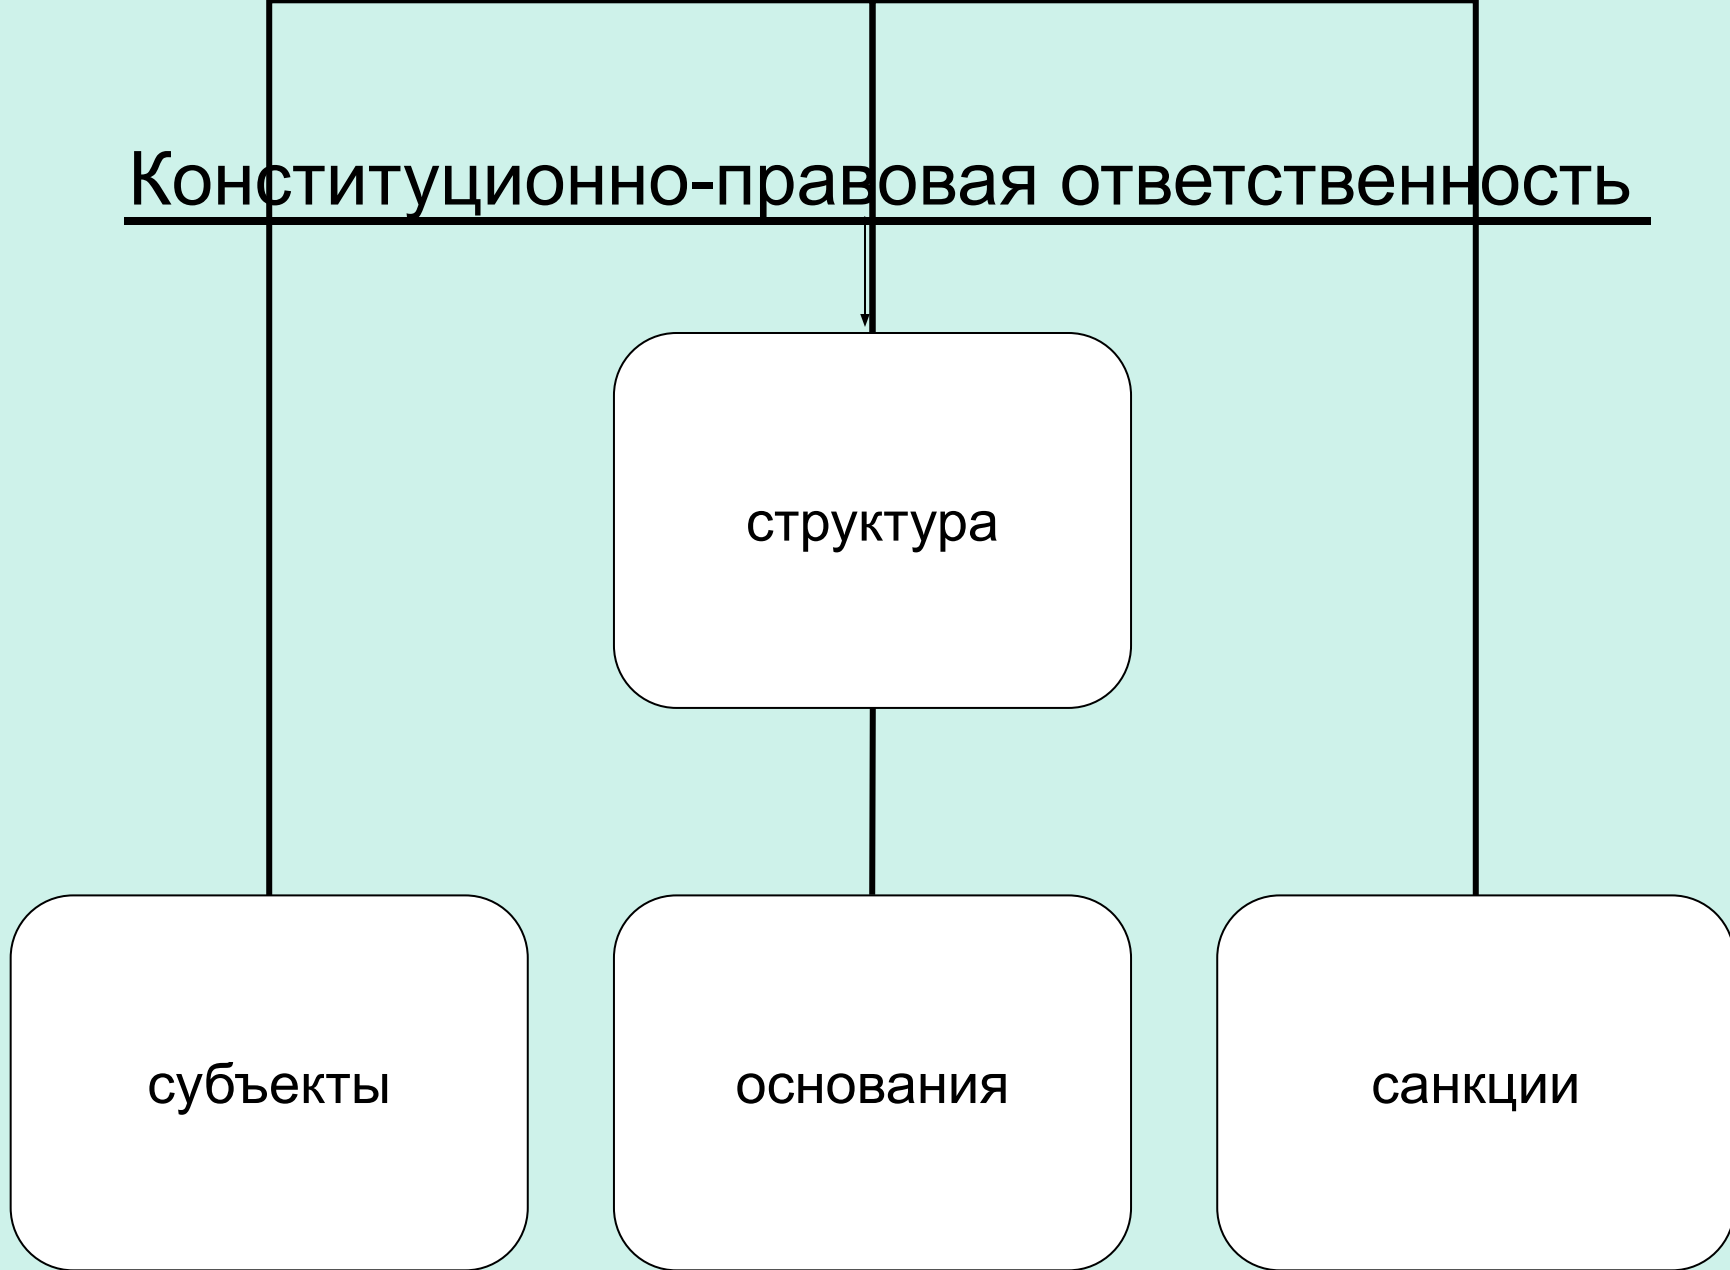 Конституционно-правовая ответственность
структура
субъекты
основания
санкции